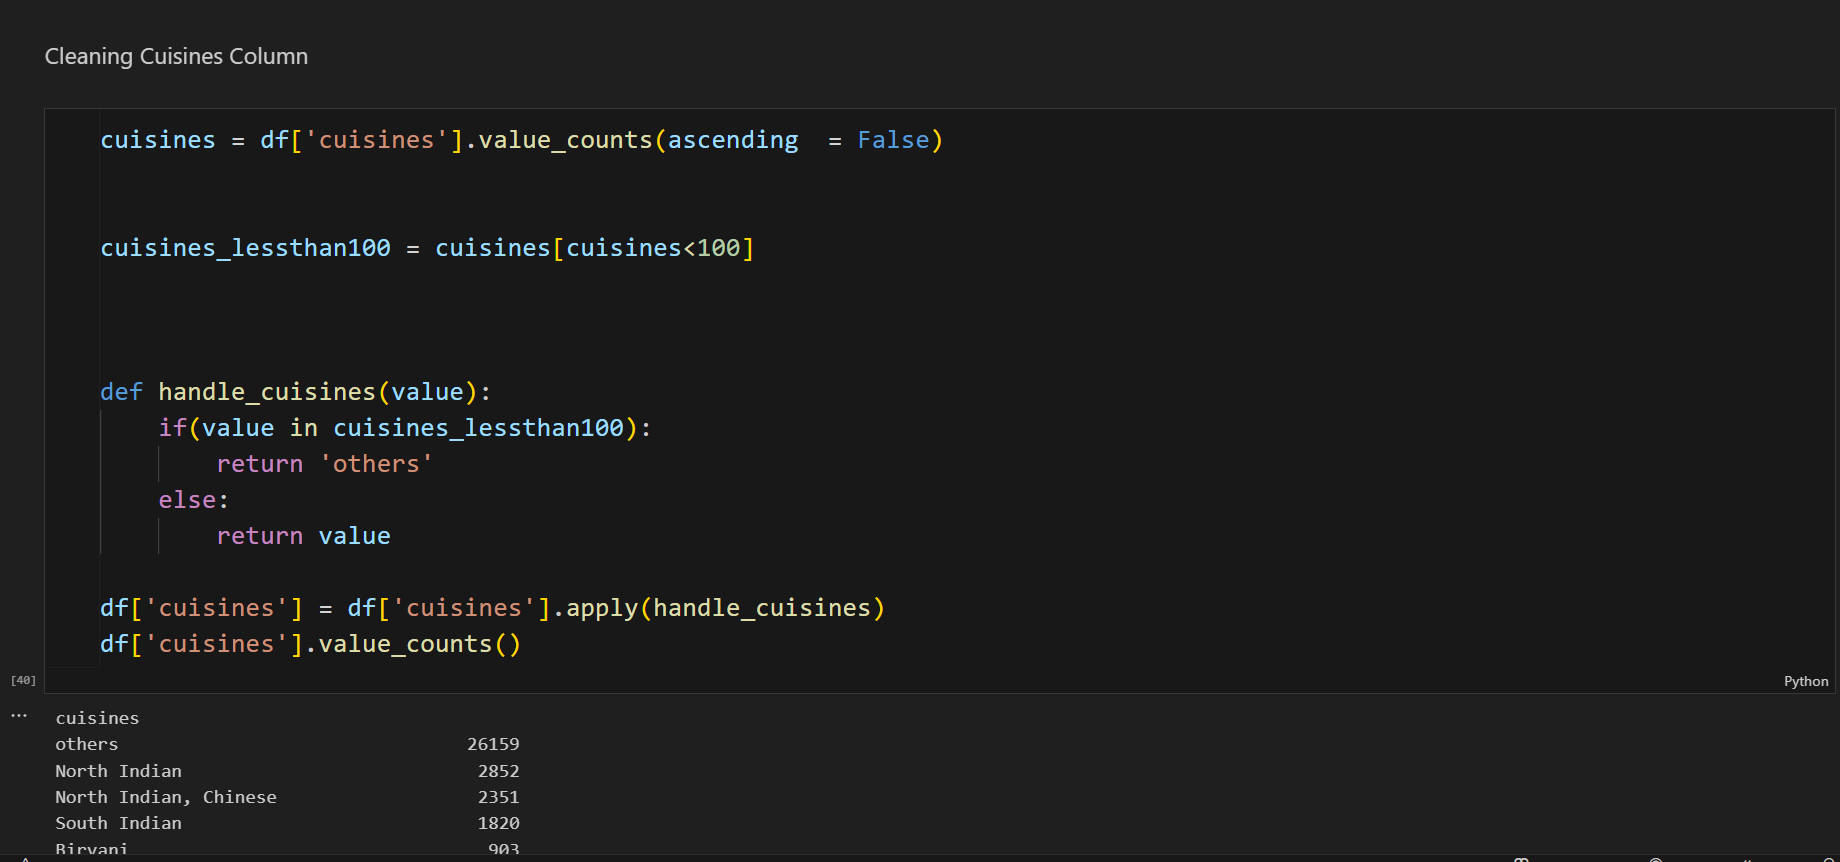 Cleaning Cuisines Column
cuisines = df['cuisines'].value_counts(ascending  = False)
cuisines_lessthan100 = cuisines[cuisines<100]
def handle_cuisines(value):
    if(value in cuisines_lessthan100):
        return 'others'
    else:
        return value
df['cuisines'] = df['cuisines'].apply(handle_cuisines)
df['cuisines'].value_counts()
[40]
Python
...
cuisines
others 26159
North Indian 2852
North Indian, Chinese 2351
South Indian 1820
Biryani 903